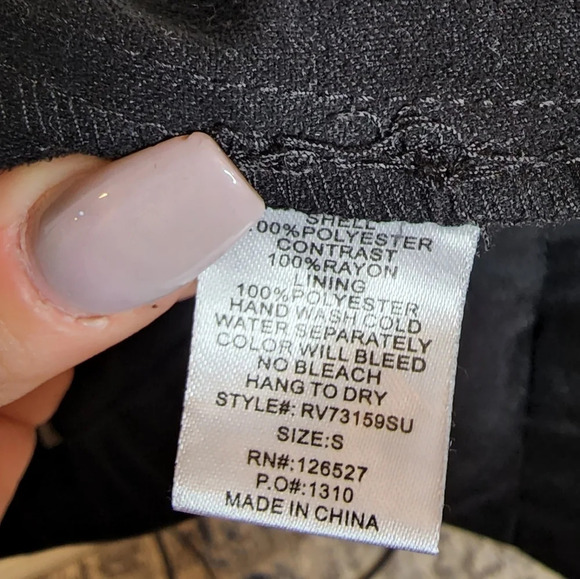 SHELL
00%POLYESTER
CONTRAST
100%RAYON
LINING
100%POLYESTER
HAND WASH COLD
WATER SEPARATELY
COLOR WILL BLEED
NO BLEACH
HANG TO DRY
STYLE#: RV73159SU
SIZE:S
RN#:126527
P.O#:1310
MADE IN CHINA